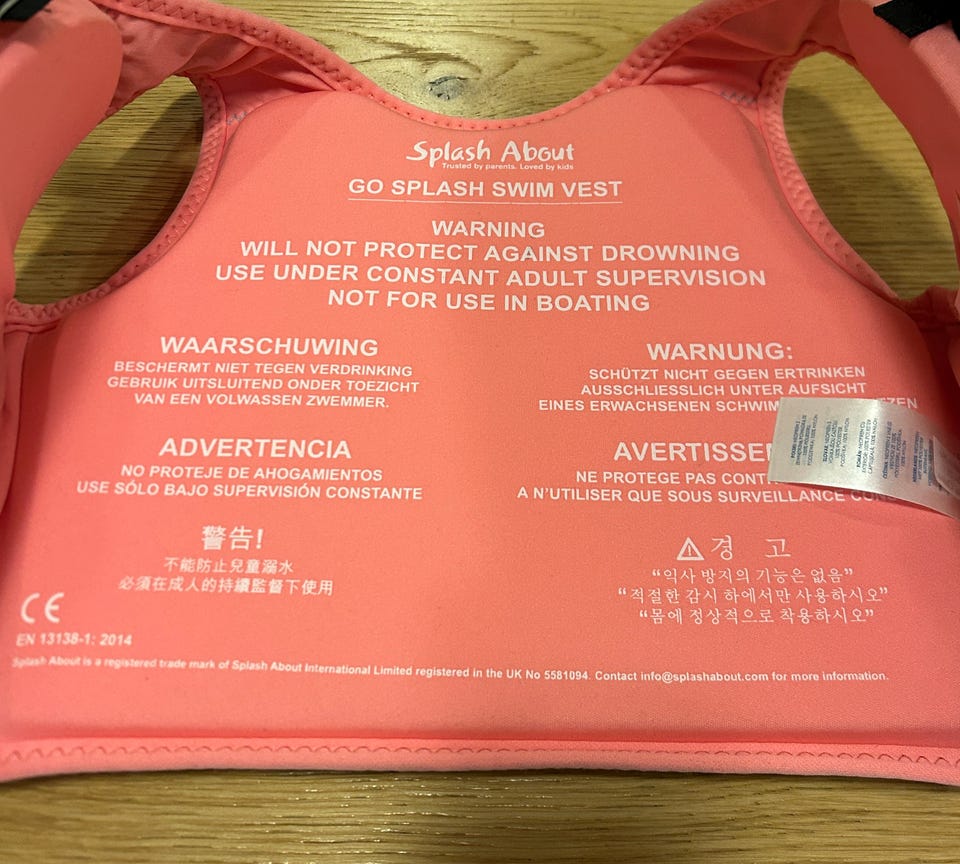 Splash About
Trusted by parents. Loved by kids
GO SPLASH SWIM VEST
WARNING
WILL NOT PROTECT AGAINST DROWNING
USE UNDER CONSTANT ADULT SUPERVISION
NOT FOR USE IN BOATING
WAARSCHUWING
BESCHERMT NIET TEGEN VERDRINKING
GEBRUIK UITSLUITEND ONDER TOEZICHT
VAN EEN VOLWASSEN ZWEMMER.
WARNUNG:
SCHÜTZT NICHT GEGEN ERTRINKEN
AUSSCHLIESSLICH UNTER AUFSICHT
EINES ERWACHSENEN
ADVERTENCIA
NO PROTEJE DE AHOGAMIENTOS
USE SÓLO BAJO SUPERVISIÓN CONSTANTE
NE PROTEGE PAS
A N'UTILISER QUE SOUS SURVEILLANCE
警告!
不能防止兒童溺水
必須在成人的持續監督下使用
경 고
“익사 방지의 기능은 없음”
“적절한 감시 하에서만 사용하시오”
“몸에 정상적으로 착용하시오”
CE
EN 13138-1: 2014
Splash About is a registered trade mark of Splash About International Limited registered in the UK No 5581094. Contact info@splashabout.com for more information.